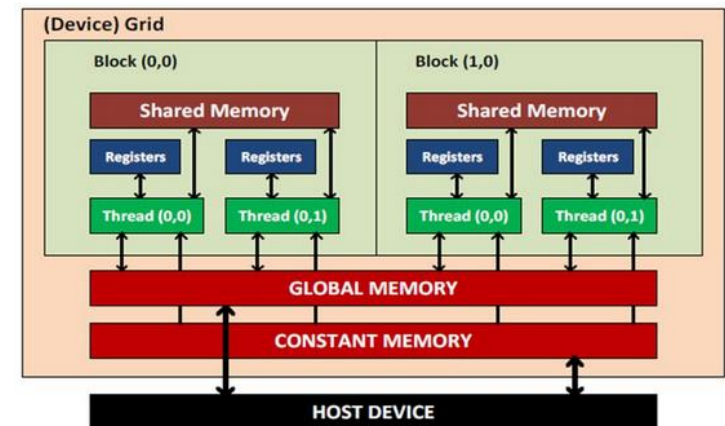 (Device) Grid
Block (0,0)
Block (1,0)
Shared Memory
Shared Memory
Registers
Registers
Registers
Registers
Thread (0,0)
Thread (0,1)
Thread (0,0)
Thread (0,1)
GLOBAL MEMORY
CONSTANT MEMORY
HOST DEVICE